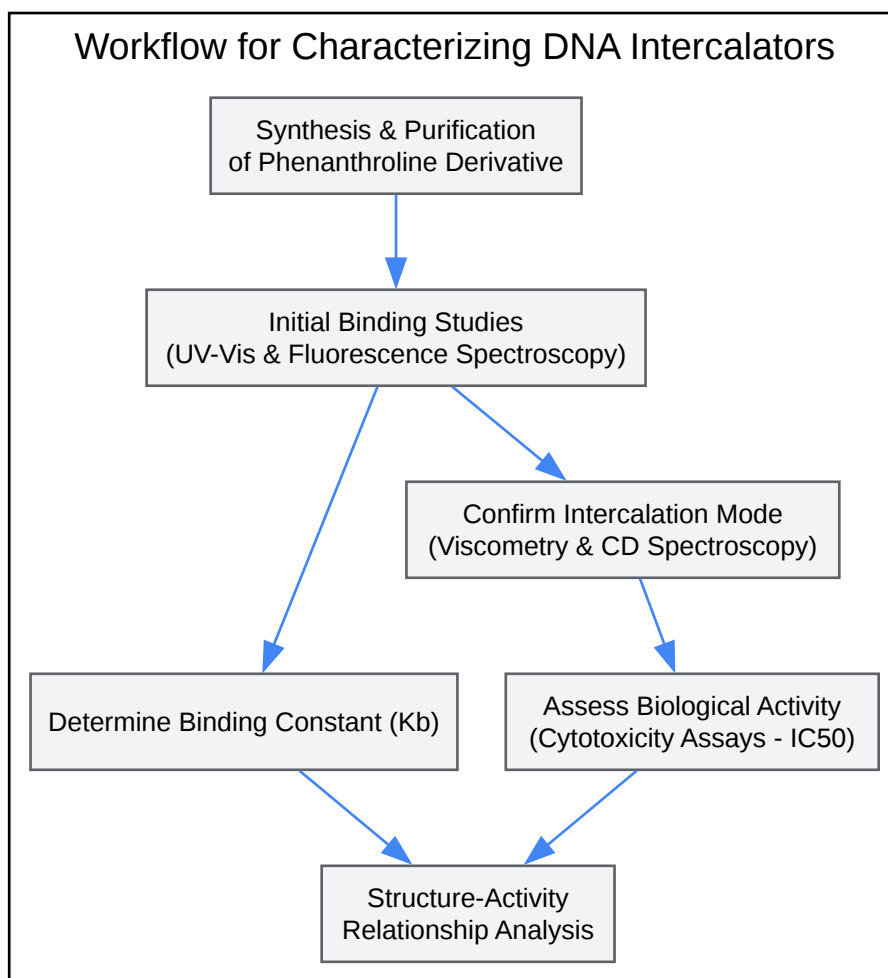 Workflow for Characterizing DNA Intercalators
Synthesis & Purification
of Phenanthroline Derivative
Initial Binding Studies
(UV-Vis & Fluorescence Spectroscopy)
Confirm Intercalation Mode
(Viscometry & CD Spectroscopy)
Determine Binding Constant (Kb)
Assess Biological Activity
(Cytotoxicity Assays - IC50)
Structure-Activity
Relationship Analysis